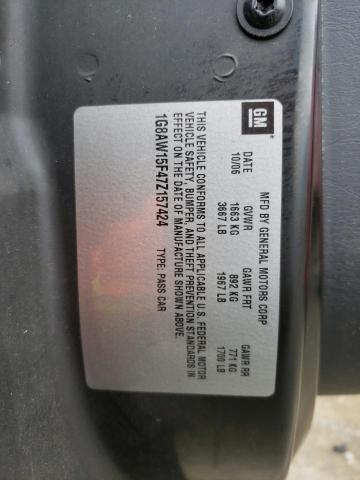 GM
MFD BY GENERAL MOTORS CORP
DATE GVWR GAWR FRT GAWR RR
10/06 1663 KG 892 KG 771 KG
3667 LB 1967 LB 1700 LB
THIS VEHICLE CONFORMS TO ALL APPLICABLE U.S. FEDERAL MOTOR
VEHICLE SAFETY, BUMPER, AND THEFT PREVENTION STANDARDS IN
EFFECT ON THE DATE OF MANUFACTURE SHOWN ABOVE.
1G8AW15F47Z157424 TYPE: PASS CAR